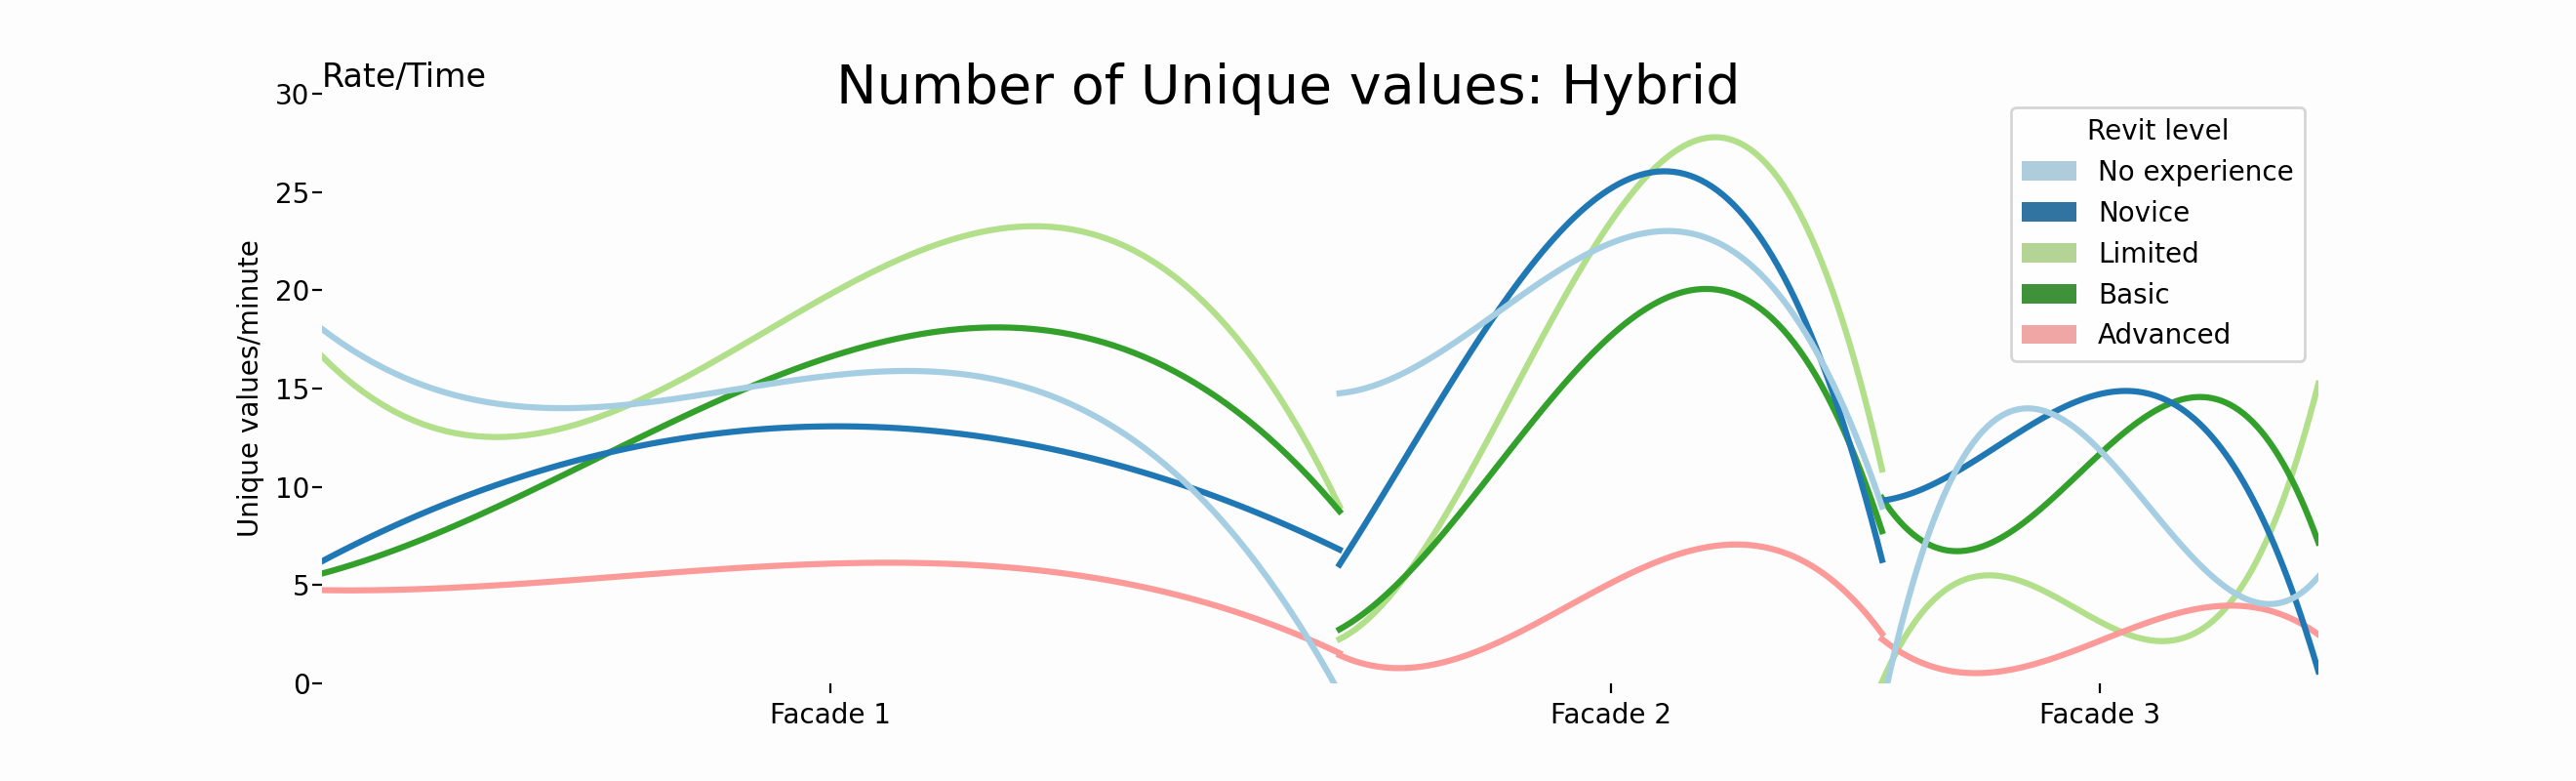 Rate/Time
Number of Unique values: Hybrid
Unique values/minute
30
25
20
15
10
5
0
Facade 1
Facade 2
Facade 3
Revit level
No experience
Novice
Limited
Basic
Advanced